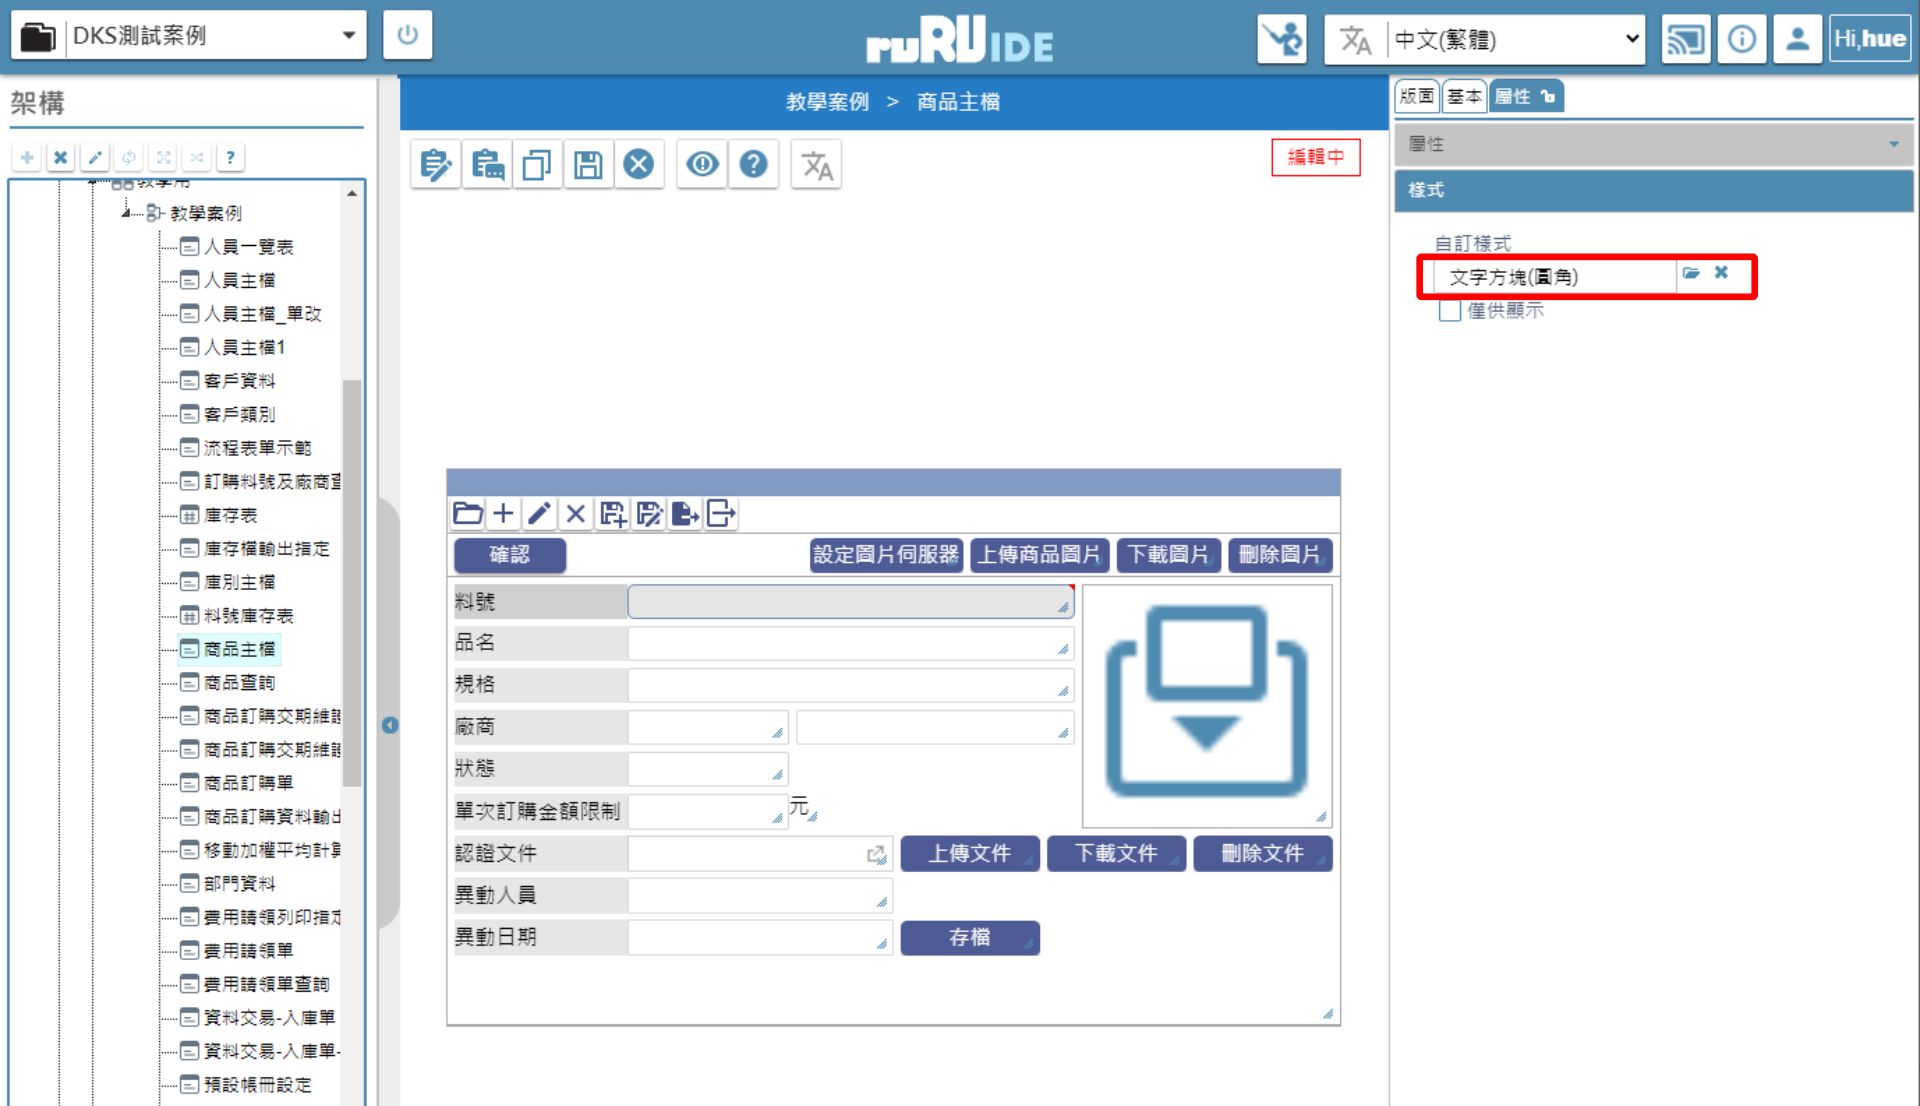 DKS測試案例
ruRU IDE
中文(繁體)
Hi,hue
架構
教學案例 > 商品主檔
版面
基本
屬性
編輯中
屬性
樣式
自訂樣式
文字方塊(圓角)
僅供顯示
教學用
教學案例
人員一覽表
人員主檔
人員主檔_單改
人員主檔1
客戶資料
客戶類別
流程表單示範
訂購料號及廠商查
庫存表
庫存檔輸出指定
庫別主檔
料號庫存表
商品主檔
商品查詢
商品訂購交期維護
商品訂購交期維護
商品訂購單
商品訂購資料輸出
移動加權平均計算
部門資料
費用請領列印指定
費用請領單
費用請領單查詢
資料交易-入庫單
資料交易-入庫單-
預設帳冊設定
確認
設定圖片伺服器
上傳商品圖片
下載圖片
刪除圖片
料號
品名
規格
廠商
狀態
單次訂購金額限制
元
認證文件
上傳文件
下載文件
刪除文件
異動人員
異動日期
存檔